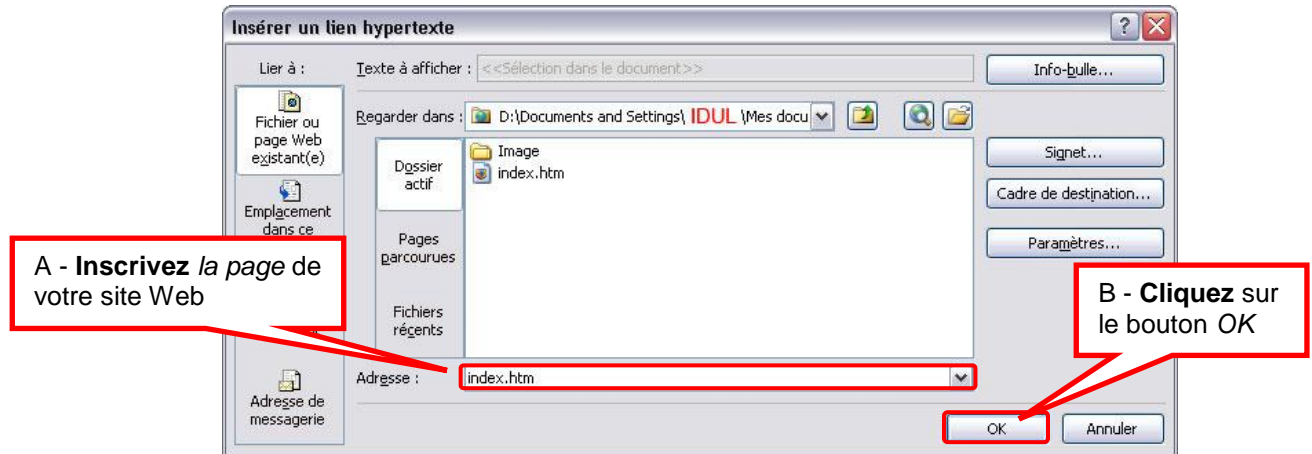 Insérer un lien hypertexte
Lier à :
Texte à afficher : <<Sélection dans le document>>
Info-bulle...
Fichier ou
page Web
existant(e)
Regarder dans : D:\Documents and Settings\ IDUL \Mes docu
Dossier
actif
Image
index.htm
Signet...
Cadre de destination...
Paramètres...
Emplacement
dans ce
Pages
parcourues
A - Inscrivez la page de
votre site Web
B - Cliquez sur
le bouton OK
Fichiers
récents
Adresse : index.htm
Adresse de
messagerie
OK
Annuler